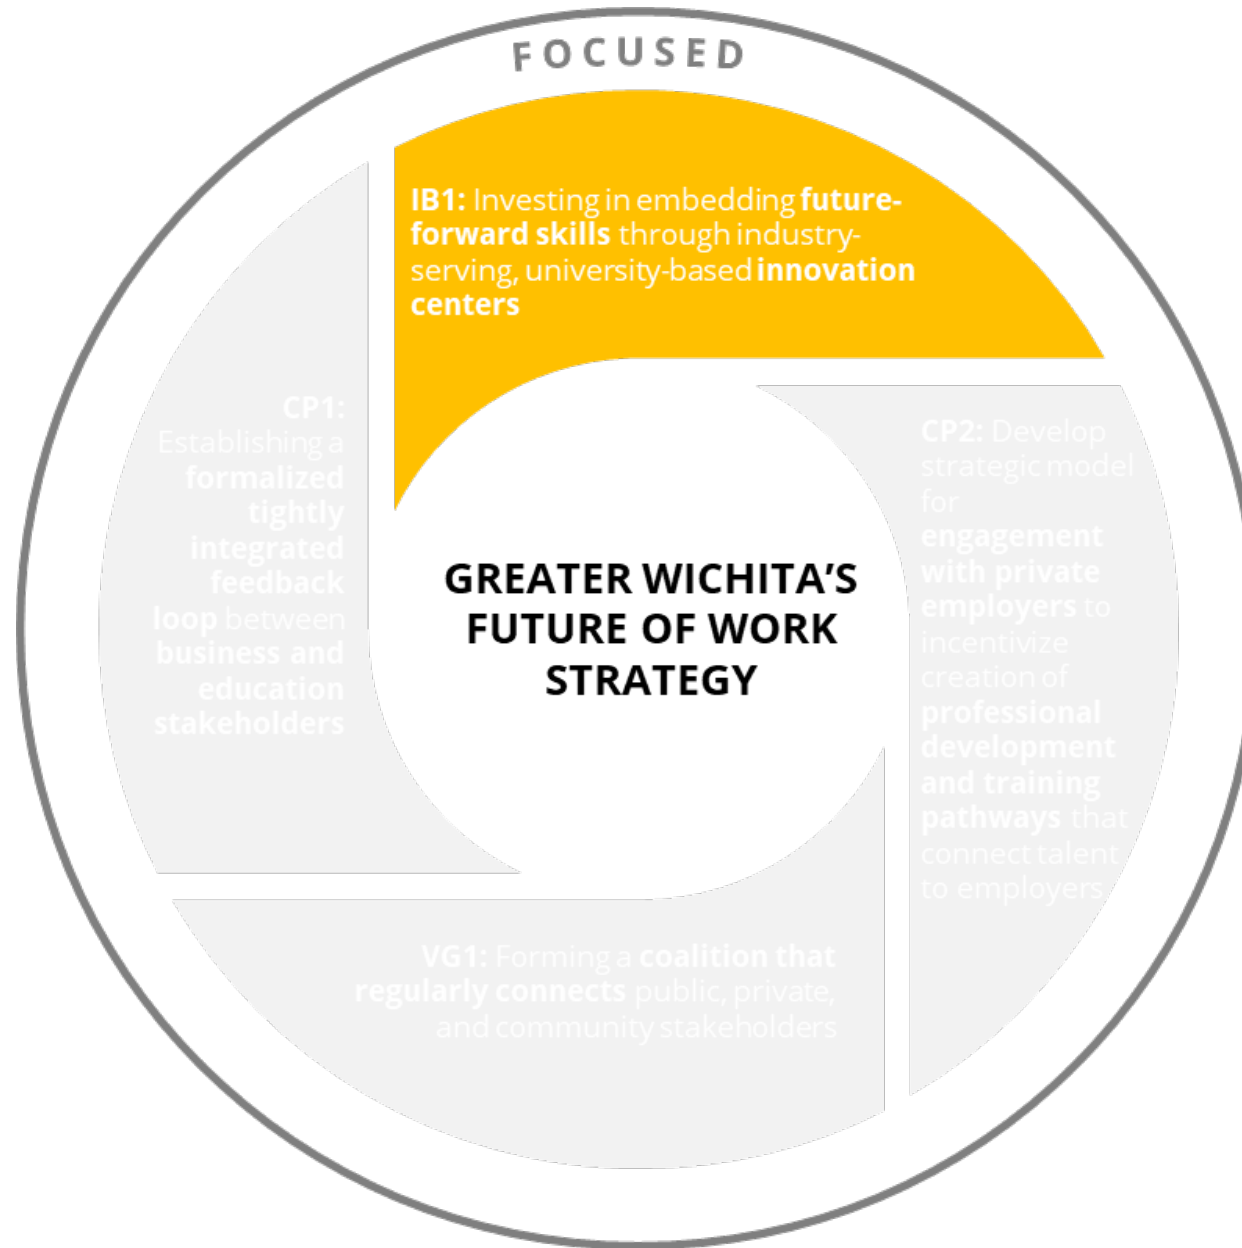 FOCUSED
IB1: Investing in embedding future-
forward skills through industry-
serving, university-based innovation
centers
CP1:
Establishing a
formalized
tightly
integrated
feedback
loop between
business and
education
stakeholders
GREATER WICHITA’S
FUTURE OF WORK
STRATEGY
CP2: Develop
strategic model
for
engagement
with private
employers to
incentivize
creation of
professional
development
and training
pathways that
connect talent
to employers
VG1: Forming a coalition that
regularly connects public, private,
and community stakeholders